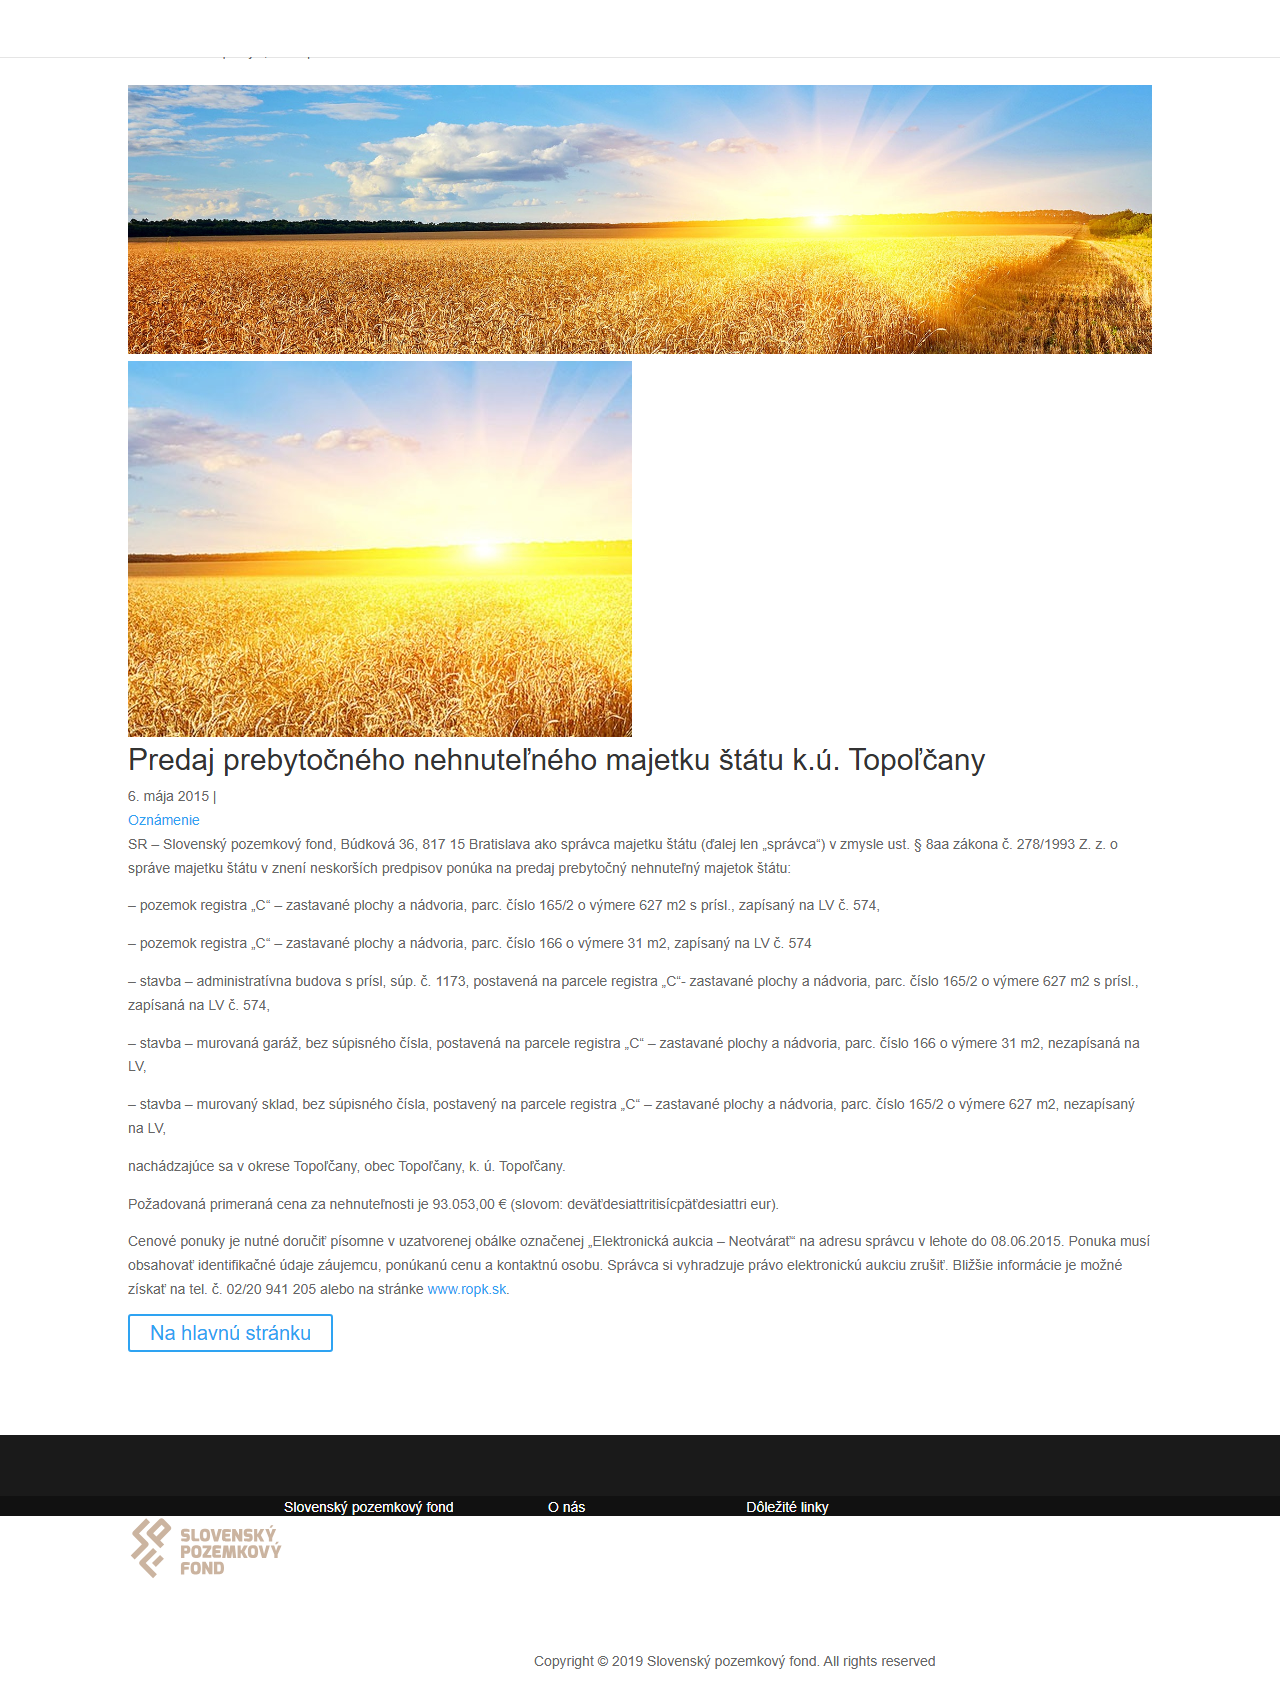 Predaj prebytočného nehnuteľného majetku štátu k.ú. Topoľčany
6. mája 2015 |
Oznámenie
SR – Slovenský pozemkový fond, Búdková 36, 817 15 Bratislava ako správca majetku štátu (ďalej len „správca“) v zmysle ust. § 8aa zákona č. 278/1993 Z. z. o
správe majetku štátu v znení neskorších predpisov ponúka na predaj prebytočný nehnuteľný majetok štátu:
– pozemok registra „C“ – zastavané plochy a nádvoria, parc. číslo 165/2 o výmere 627 m2 s prísl., zapísaný na LV č. 574,
– pozemok registra „C“ – zastavané plochy a nádvoria, parc. číslo 166 o výmere 31 m2, zapísaný na LV č. 574
– stavba – administratívna budova s prísl, súp. č. 1173, postavená na parcele registra „C“- zastavané plochy a nádvoria, parc. číslo 165/2 o výmere 627 m2 s prísl.,
zapísaná na LV č. 574,
– stavba – murovaná garáž, bez súpisného čísla, postavená na parcele registra „C“ – zastavané plochy a nádvoria, parc. číslo 166 o výmere 31 m2, nezapísaná na
LV,
– stavba – murovaný sklad, bez súpisného čísla, postavený na parcele registra „C“ – zastavané plochy a nádvoria, parc. číslo 165/2 o výmere 627 m2, nezapísaný
na LV,
nachádzajúce sa v okrese Topoľčany, obec Topoľčany, k. ú. Topoľčany.
Požadovaná primeraná cena za nehnuteľnosti je 93.053,00 € (slovom: deväťdesiattritisícpäťdesiattri eur).
Cenové ponuky je nutné doručiť písomne v uzatvorenej obálke označenej „Elektronická aukcia – Neotvárať“ na adresu správcu v lehote do 08.06.2015. Ponuka musí
obsahovať identifikačné údaje záujemcu, ponúkanú cenu a kontaktnú osobu. Správca si vyhradzuje právo elektronickú aukciu zrušiť. Bližšie informácie je možné
získať na tel. č. 02/20 941 205 alebo na stránke www.ropk.sk.
Na hlavnú stránku
Slovenský pozemkový fond O nás Dôležité linky
SLOVENSKÝ
POZEMKOVÝ
FOND
Copyright © 2019 Slovenský pozemkový fond. All rights reserved